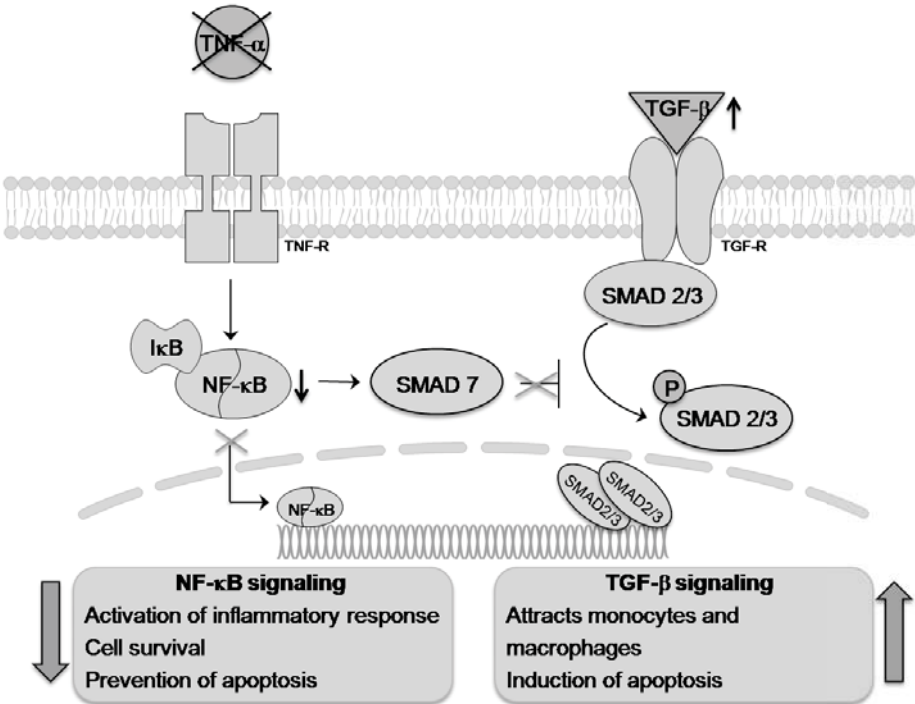 TNF-α
TGF-β
TNF-R
TGF-R
SMAD 2/3
IκB
NF-κB
SMAD 7
P
SMAD 2/3
NF-κB
SMAD2/3
SMAD2/3
NF-κB signaling
Activation of inflammatory response
Cell survival
Prevention of apoptosis
TGF-β signaling
Attracts monocytes and
macrophages
Induction of apoptosis